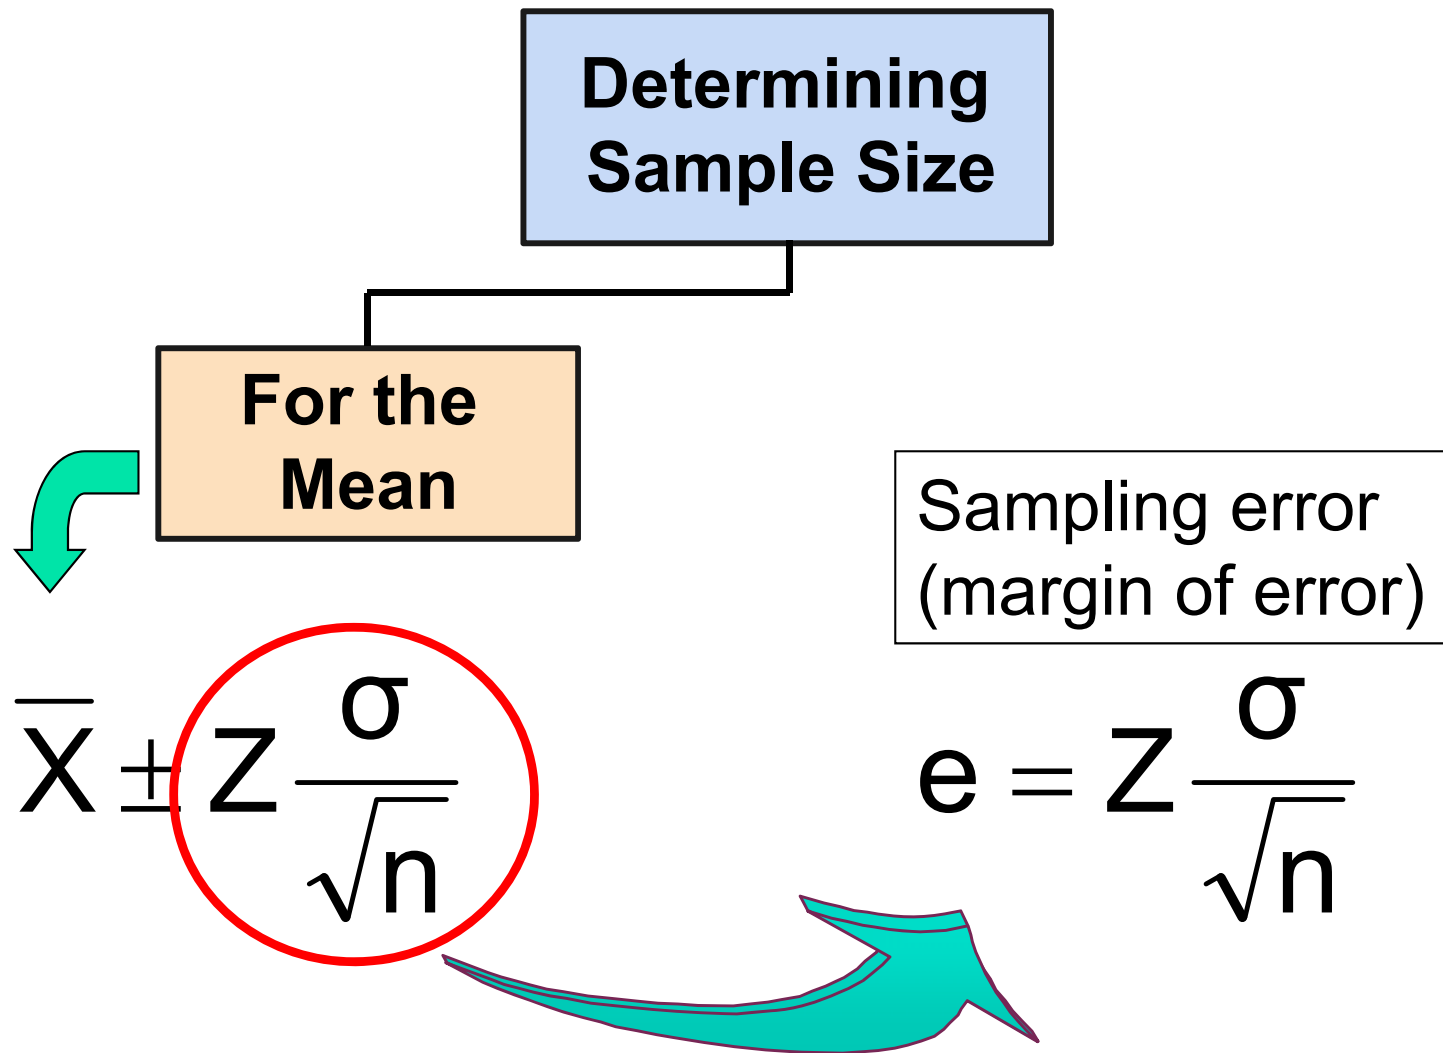 Determining
Sample Size
For the
Mean
Sampling error
(margin of error)
X̅ ± Z σ/√n
e = Z σ/√n